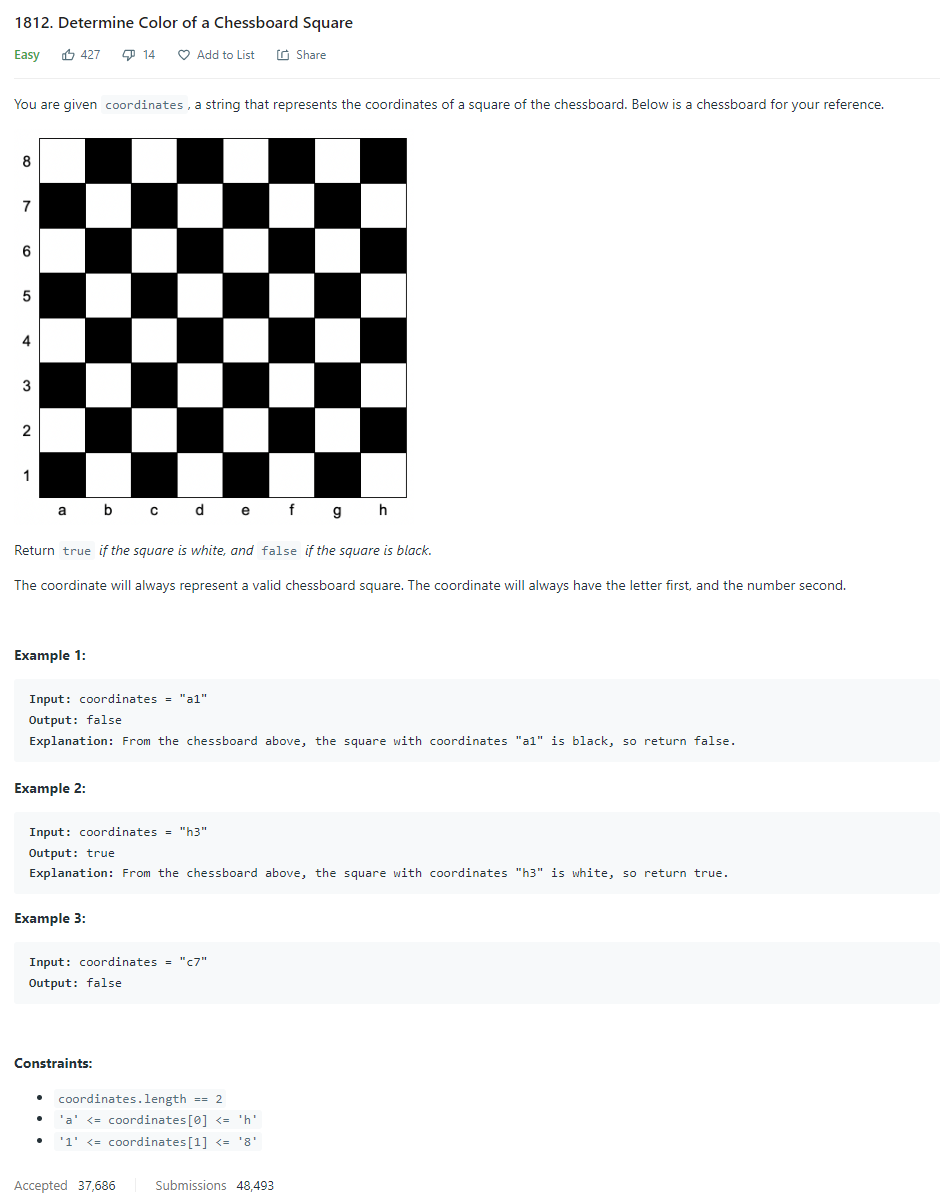 1812. Determine Color of a Chessboard Square
Easy 427 14 Add to List Share
You are given coordinates, a string that represents the coordinates of a square of the chessboard. Below is a chessboard for your reference.
8
7
6
5
4
3
2
1
a b c d e f g h
Return true if the square is white, and false if the square is black.
The coordinate will always represent a valid chessboard square. The coordinate will always have the letter first, and the number second.
Example 1:
Input: coordinates = "a1"
Output: false
Explanation: From the chessboard above, the square with coordinates "a1" is black, so return false.
Example 2:
Input: coordinates = "h3"
Output: true
Explanation: From the chessboard above, the square with coordinates "h3" is white, so return true.
Example 3:
Input: coordinates = "c7"
Output: false
Constraints:
• coordinates.length == 2
• 'a' <= coordinates[0] <= 'h'
• '1' <= coordinates[1] <= '8'
Accepted 37,686 Submissions 48,493